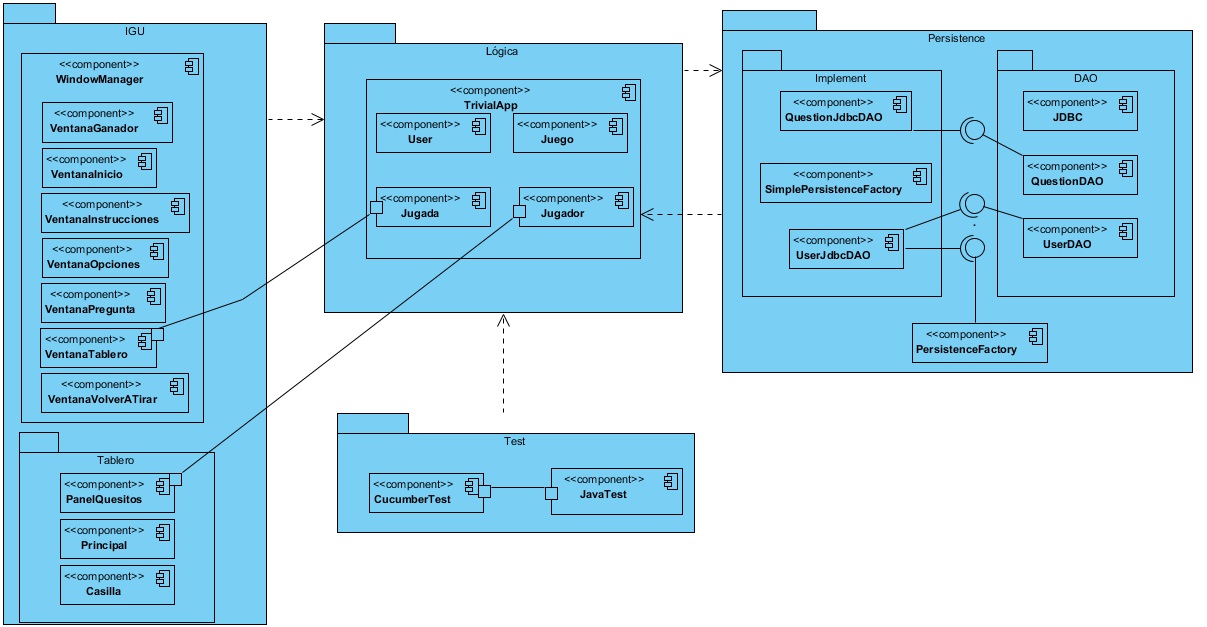 IGU
<<component>>
WindowManager
<<component>>
VentanaGanador
<<component>>
VentanaInicio
<<component>>
VentanaInstrucciones
<<component>>
VentanaOpciones
<<component>>
VentanaPregunta
<<component>>
VentanaTablero
<<component>>
VentanaVolverATirar
Tablero
<<component>>
PanelQuesitos
<<component>>
Principal
<<component>>
Casilla
Lógica
<<component>>
TrivialApp
<<component>>
User
<<component>>
Juego
<<component>>
Jugada
<<component>>
Jugador
Test
<<component>>
CucumberTest
<<component>>
JavaTest
Persistence
Implement
<<component>>
QuestionJdbcDAO
<<component>>
SimplePersistenceFactory
<<component>>
UserJdbcDAO
DAO
<<component>>
JDBC
<<component>>
QuestionDAO
<<component>>
UserDAO
<<component>>
PersistenceFactory